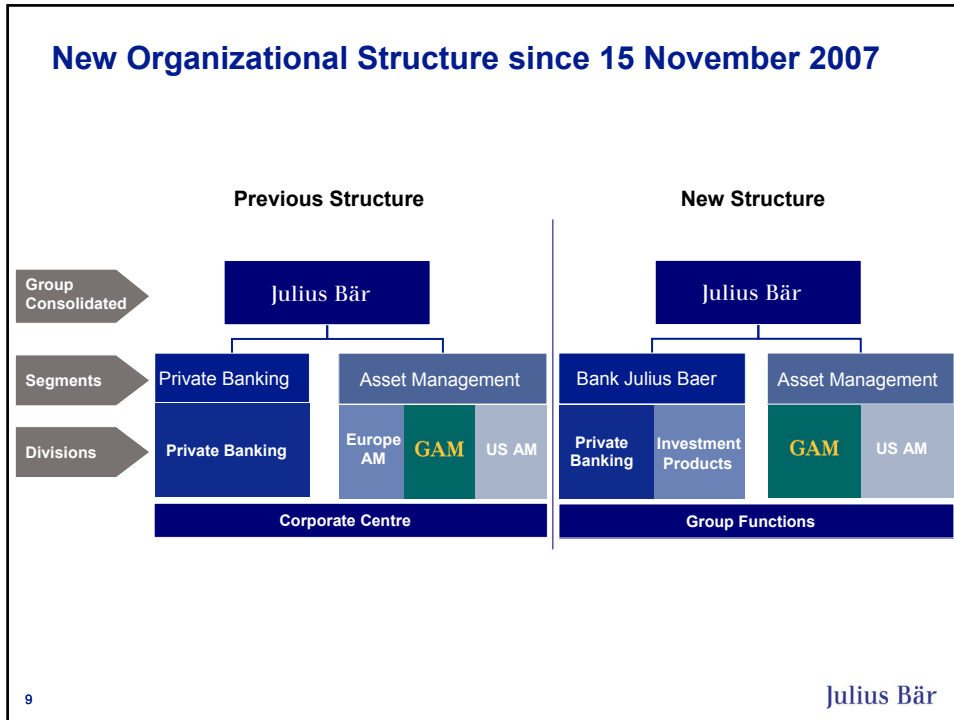 New Organizational Structure since 15 November 2007
Previous Structure
New Structure
Group
Consolidated
Julius Bär
Julius Bär
Segments
Private Banking
Asset Management
Bank Julius Baer
Asset Management
Divisions
Private Banking
Europe
AM
GAM
US AM
Private
Banking
Investment
Products
GAM
US AM
Corporate Centre
Group Functions
9
Julius Bär